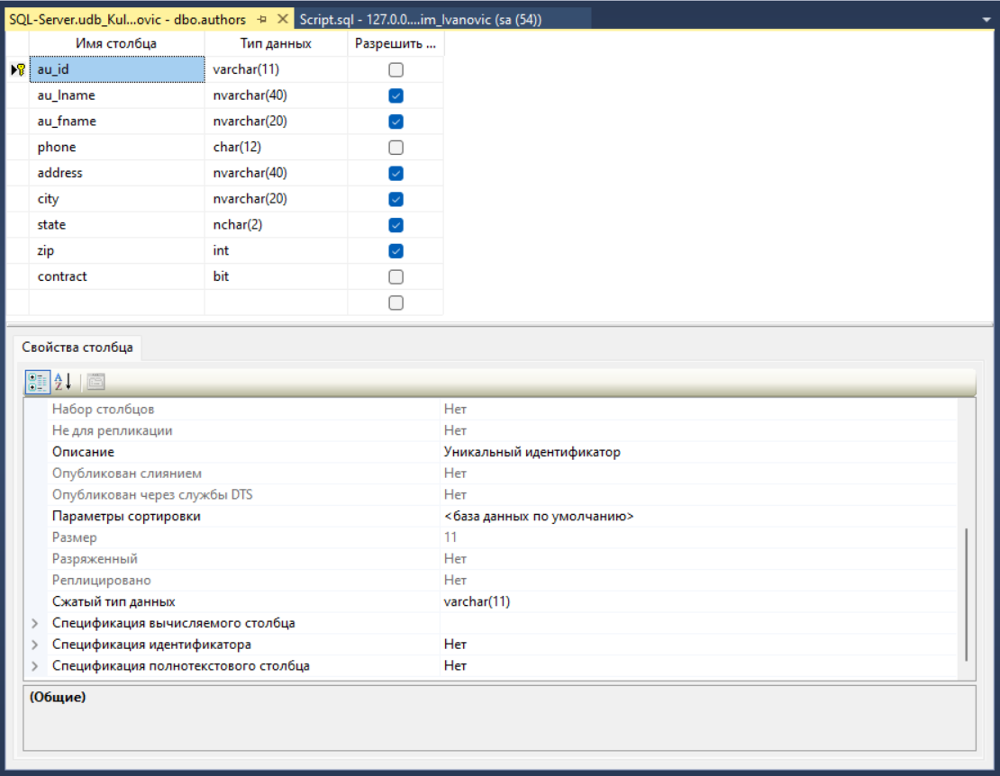 SQL-Server.udb_Kul...ovic - dbo.authors Script.sql - 127.0.0....im_Ivanovic (sa (54))
Имя столбца Тип данных Разрешить ...
au_id varchar(11)
au_lname nvarchar(40)
au_fname nvarchar(20)
phone char(12)
address nvarchar(40)
city nvarchar(20)
state nchar(2)
zip int
contract bit
Свойства столбца
Набор столбцов Нет
Не для репликации Нет
Описание Уникальный идентификатор
Опубликован слиянием Нет
Опубликован через службы DTS Нет
Параметры сортировки <база данных по умолчанию>
Размер 11
Разряженный Нет
Реплицировано Нет
Сжатый тип данных varchar(11)
Спецификация вычисляемого столбца
Спецификация идентификатора Нет
Спецификация полнотекстового столбца Нет
(Общие)